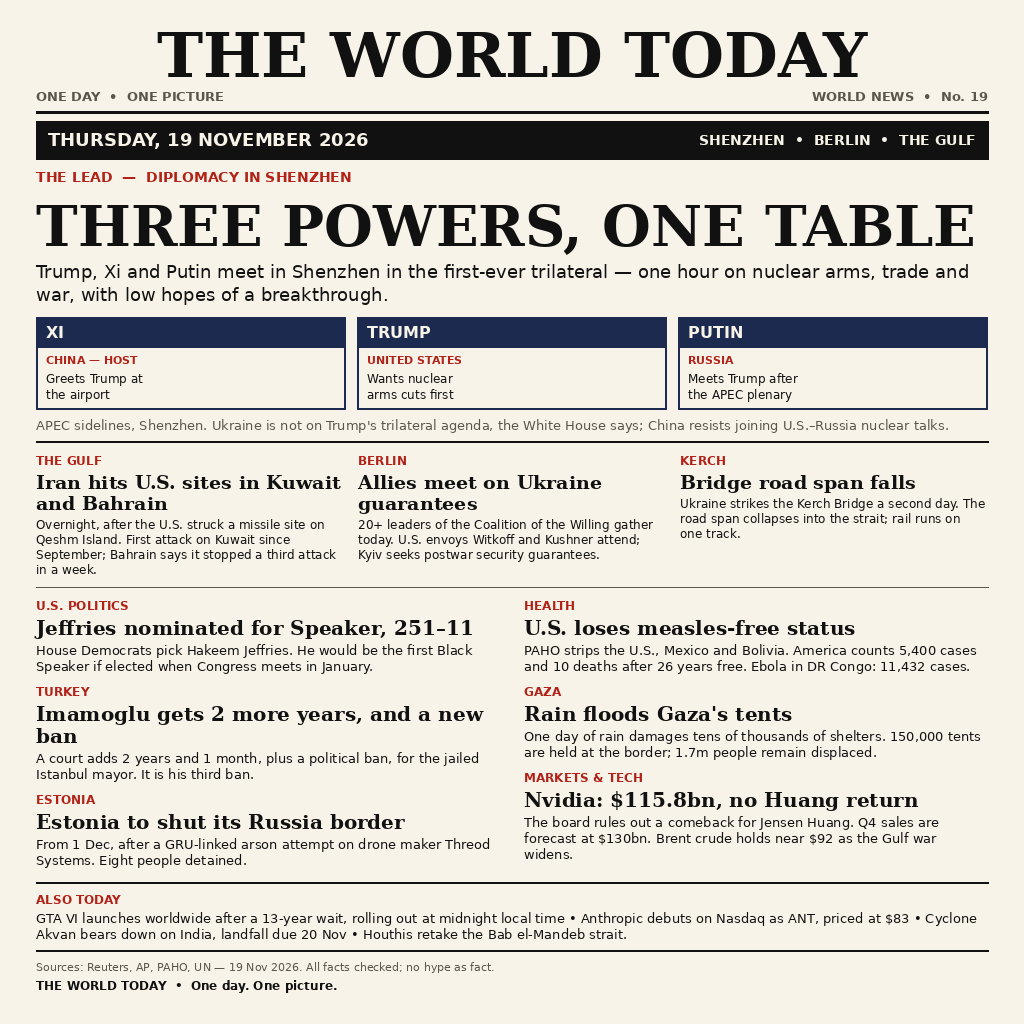 THE WORLD TODAY
ONE DAY • ONE PICTURE
WORLD NEWS • No. 19
THURSDAY, 19 NOVEMBER 2026
SHENZHEN • BERLIN • THE GULF
THE LEAD — DIPLOMACY IN SHENZHEN
THREE POWERS, ONE TABLE
Trump, Xi and Putin meet in Shenzhen in the first-ever trilateral — one hour on nuclear arms, trade and
war, with low hopes of a breakthrough.
XI
CHINA — HOST
Greets Trump at
the airport
TRUMP
UNITED STATES
Wants nuclear
arms cuts first
PUTIN
RUSSIA
Meets Trump after
the APEC plenary
APEC sidelines, Shenzhen. Ukraine is not on Trump's trilateral agenda, the White House says; China resists joining U.S.–Russia nuclear talks.
THE GULF
Iran hits U.S. sites in Kuwait
and Bahrain
Overnight, after the U.S. struck a missile site on
Qeshm Island. First attack on Kuwait since
September; Bahrain says it stopped a third attack
in a week.
BERLIN
Allies meet on Ukraine
guarantees
20+ leaders of the Coalition of the Willing gather
today. U.S. envoys Witkoff and Kushner attend;
Kyiv seeks postwar security guarantees.
KERCH
Bridge road span falls
Ukraine strikes the Kerch Bridge a second day. The
road span collapses into the strait; rail runs on
one track.
U.S. POLITICS
Jeffries nominated for Speaker, 251–11
House Democrats pick Hakeem Jeffries. He would be the first Black
Speaker if elected when Congress meets in January.
TURKEY
Imamoglu gets 2 more years, and a new
ban
A court adds 2 years and 1 month, plus a political ban, for the jailed
Istanbul mayor. It is his third ban.
ESTONIA
Estonia to shut its Russia border
From 1 Dec, after a GRU-linked arson attempt on drone maker Threod
Systems. Eight people detained.
HEALTH
U.S. loses measles-free status
PAHO strips the U.S., Mexico and Bolivia. America counts 5,400 cases
and 10 deaths after 26 years free. Ebola in DR Congo: 11,432 cases.
GAZA
Rain floods Gaza's tents
One day of rain damages tens of thousands of shelters. 150,000 tents
are held at the border; 1.7m people remain displaced.
MARKETS & TECH
Nvidia: $115.8bn, no Huang return
The board rules out a comeback for Jensen Huang. Q4 sales are
forecast at $130bn. Brent crude holds near $92 as the Gulf war
widens.
ALSO TODAY
GTA VI launches worldwide after a 13-year wait, rolling out at midnight local time • Anthropic debuts on Nasdaq as ANT, priced at $83 • Cyclone
Akvan bears down on India, landfall due 20 Nov • Houthis retake the Bab el-Mandeb strait.
Sources: Reuters, AP, PAHO, UN — 19 Nov 2026. All facts checked; no hype as fact.
THE WORLD TODAY • One day. One picture.